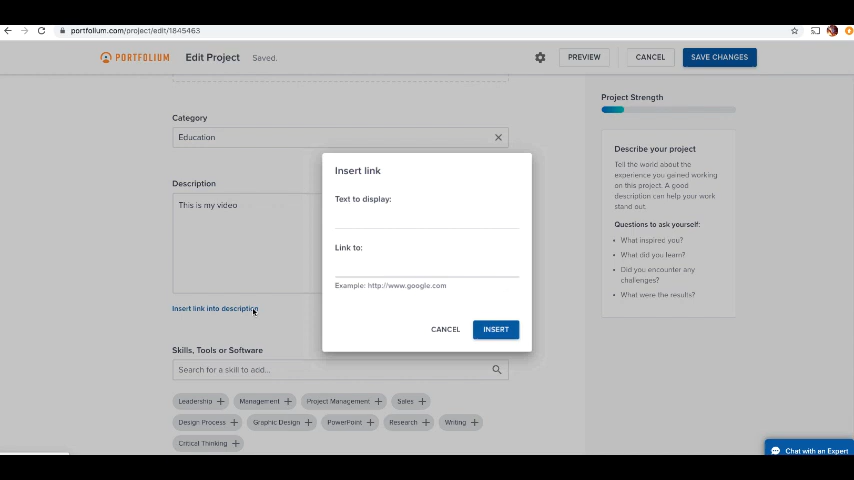 portfolium.com/project/edit/1845463
PORTFOLIUM Edit Project Saved. PREVIEW CANCEL SAVE CHANGES
Category
Education
Description
This is my video
Insert link into description
Insert link
Text to display:
Link to:
Example: http://www.google.com
CANCEL INSERT
Skills, Tools or Software
Search for a skill to add...
Leadership + Management + Project Management + Sales +
Design Process + Graphic Design + PowerPoint + Research + Writing +
Critical Thinking +
Project Strength
Describe your project
Tell the world about the
experience you gained working
on this project. A good
description can help your work
stand out.
Questions to ask yourself:
• What inspired you?
• What did you learn?
• Did you encounter any
challenges?
• What were the results?
Chat with an Expert